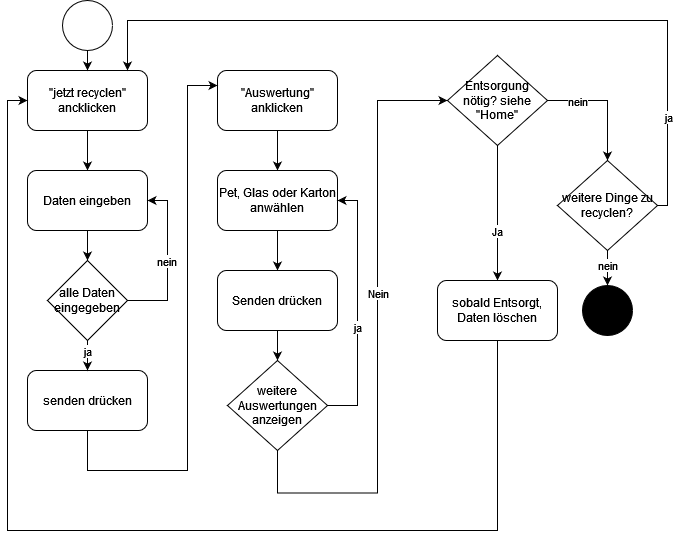 "jetzt recyclen"
ancklicken
Daten eingeben
nein
alle Daten
eingegeben
ja
senden drücken
"Auswertung"
anklicken
Pet, Glas oder Karton
anwählen
Senden drücken
ja
weitere
Auswertungen
anzeigen
Nein
Entsorgung
nötig? siehe
"Home"
nein
Ja
sobald Entsorgt,
Daten löschen
weitere Dinge zu
recyclen?
ja
nein